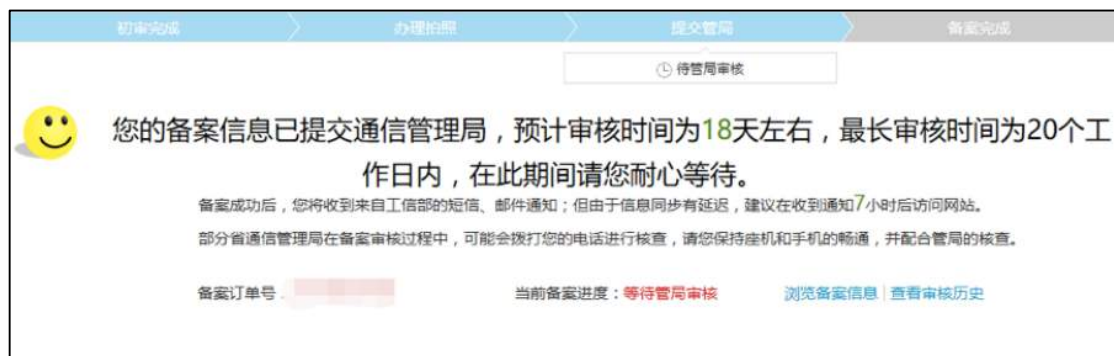 初审完成
办理拍照
提交管局
备案完成
待管局审核
您的备案信息已提交通信管理局，预计审核时间为18天左右，最长审核时间为20个工
作日内，在此期间请您耐心等待。
备案成功后，您将收到来自工信部的短信、邮件通知；但由于信息同步有延迟，建议在收到通知7小时后访问网站。
部分省通信管理局在备案审核过程中，可能会拨打您的电话进行核查，请您保持座机和手机的畅通，并配合管局的核查。
备案订单号
当前备案进度：等待管局审核
浏览备案信息 | 查看审核历史